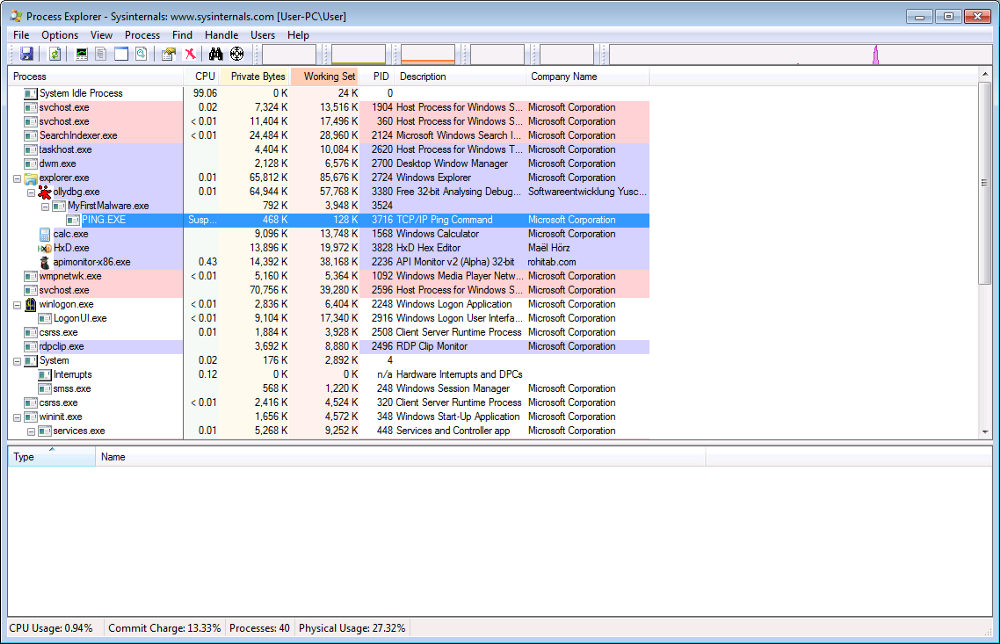 Process Explorer - Sysinternals: www.sysinternals.com [User-PC\User]
File Options View Process Find Handle Users Help
Process CPU Private Bytes Working Set PID Description Company Name
System Idle Process 99.06 0 K 24 K 0
svchost.exe 0.02 7,324 K 13,516 K 1904 Host Process for Windows S... Microsoft Corporation
svchost.exe < 0.01 11,404 K 17,496 K 360 Host Process for Windows S... Microsoft Corporation
SearchIndexer.exe < 0.01 24,484 K 28,960 K 2124 Microsoft Windows Search I... Microsoft Corporation
taskhost.exe 4,404 K 10,084 K 2620 Host Process for Windows T... Microsoft Corporation
dwm.exe 2,128 K 6,576 K 2700 Desktop Window Manager Microsoft Corporation
explorer.exe 0.01 65,812 K 85,676 K 2724 Windows Explorer Microsoft Corporation
ollydbg.exe 0.01 64,944 K 57,768 K 3380 Free 32-bit Analysing Debug... Softwareentwicklung Yusc...
MyFirstMalware.exe 792 K 3,948 K 3524
PING.EXE Susp... 468 K 128 K 3716 TCP/IP Ping Command Microsoft Corporation
calc.exe 9,096 K 13,748 K 1568 Windows Calculator Microsoft Corporation
HxD.exe 13,896 K 19,972 K 3828 HxD Hex Editor Maël Hörz
apimonitor-x86.exe 0.43 14,392 K 38,168 K 2236 API Monitor v2 (Alpha) 32-bit rohitab.com
wmpnetwk.exe < 0.01 5,160 K 5,364 K 1092 Windows Media Player Netw... Microsoft Corporation
svchost.exe 70,756 K 39,280 K 2596 Host Process for Windows S... Microsoft Corporation
winlogon.exe < 0.01 2,836 K 6,404 K 2248 Windows Logon Application Microsoft Corporation
LogonUI.exe < 0.01 9,104 K 17,340 K 2916 Windows Logon User Interfa... Microsoft Corporation
csrss.exe 0.01 1,884 K 3,928 K 2508 Client Server Runtime Process Microsoft Corporation
rdpclip.exe 3,692 K 8,880 K 2496 RDP Clip Monitor Microsoft Corporation
System 0.02 176 K 2,892 K 4
Interrupts 0.12 0 K 0 K n/a Hardware Interrupts and DPCs
smss.exe 568 K 1,220 K 248 Windows Session Manager Microsoft Corporation
csrss.exe < 0.01 2,416 K 4,524 K 320 Client Server Runtime Process Microsoft Corporation
wininit.exe 1,656 K 4,572 K 348 Windows Start-Up Application Microsoft Corporation
services.exe 0.01 5,268 K 9,252 K 448 Services and Controller app Microsoft Corporation
Type Name
CPU Usage: 0.94% Commit Charge: 13.33% Processes: 40 Physical Usage: 27.32%